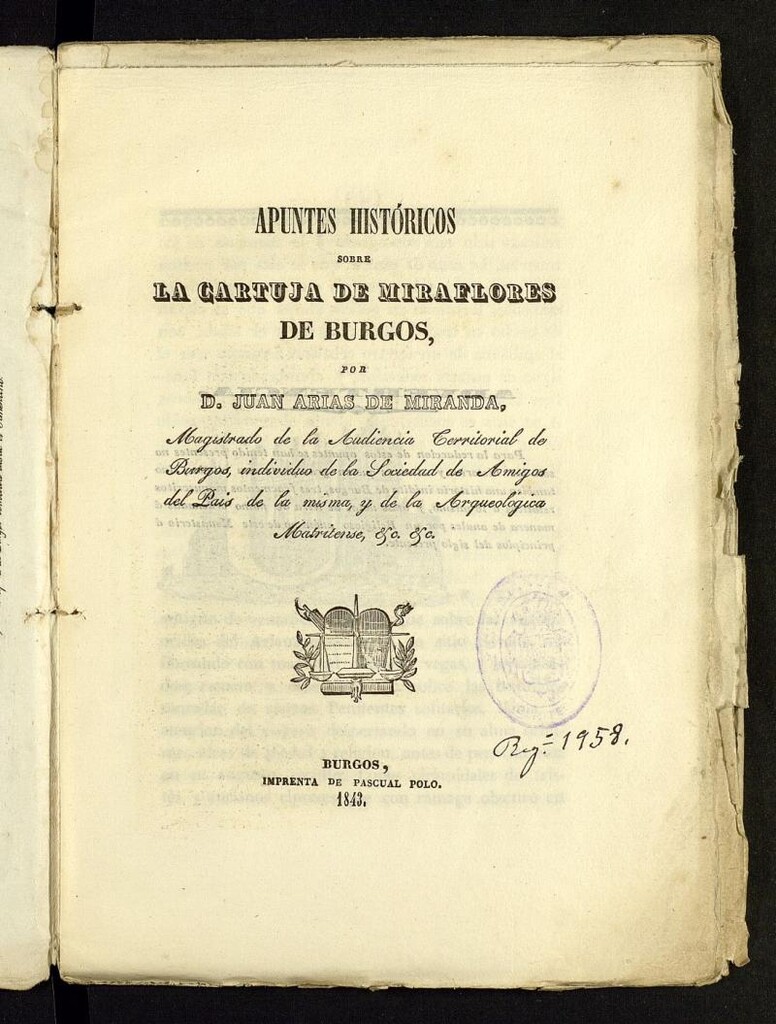 APUNTES HISTÓRICOS
SOBRE
LA CARTUJA DE MIRAFLORES
DE BURGOS,
POR
D. JUAN ARIAS DE MIRANDA,
Magistrado de la Audiencia Territorial de
Burgos, individuo de la Sociedad de Amigos
del Pais de la misma, y de la Arqueológica
Matritense, &c. &c.
Reg.= 1958.
BURGOS,
IMPRENTA DE PASCUAL POLO.
1843.